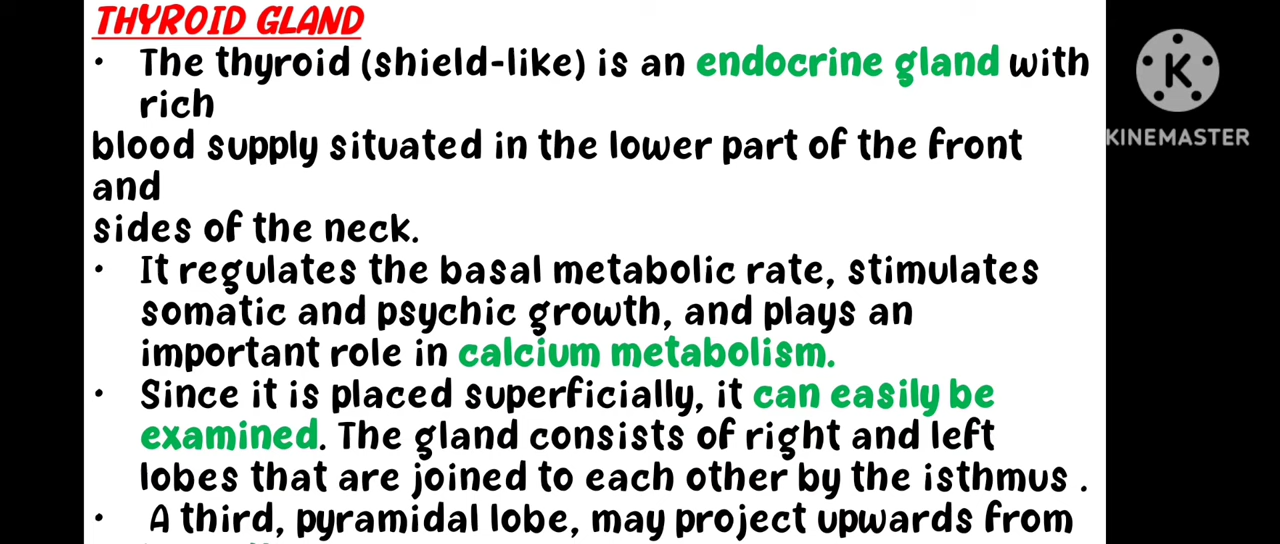 THYROID GLAND
• The thyroid (shield-like) is an endocrine gland with
rich
blood supply situated in the lower part of the front
and
sides of the neck.
• It regulates the basal metabolic rate, stimulates
somatic and psychic growth, and plays an
important role in calcium metabolism.
• Since it is placed superficially, it can easily be
examined. The gland consists of right and left
lobes that are joined to each other by the isthmus .
• A third, pyramidal lobe, may project upwards from
K
KINEMASTER